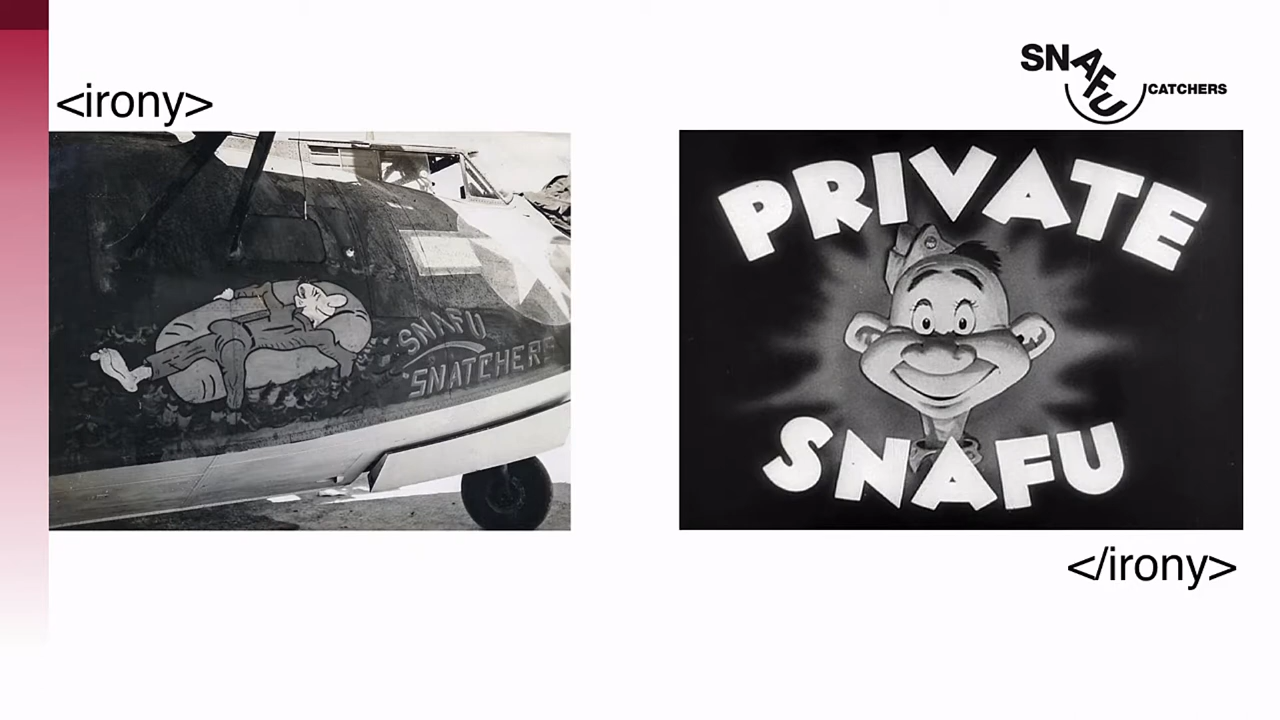 <irony>
SNAFU
CATCHERS
SNAFU
SNATCHERS
PRIVATE
SNAFU
</irony>